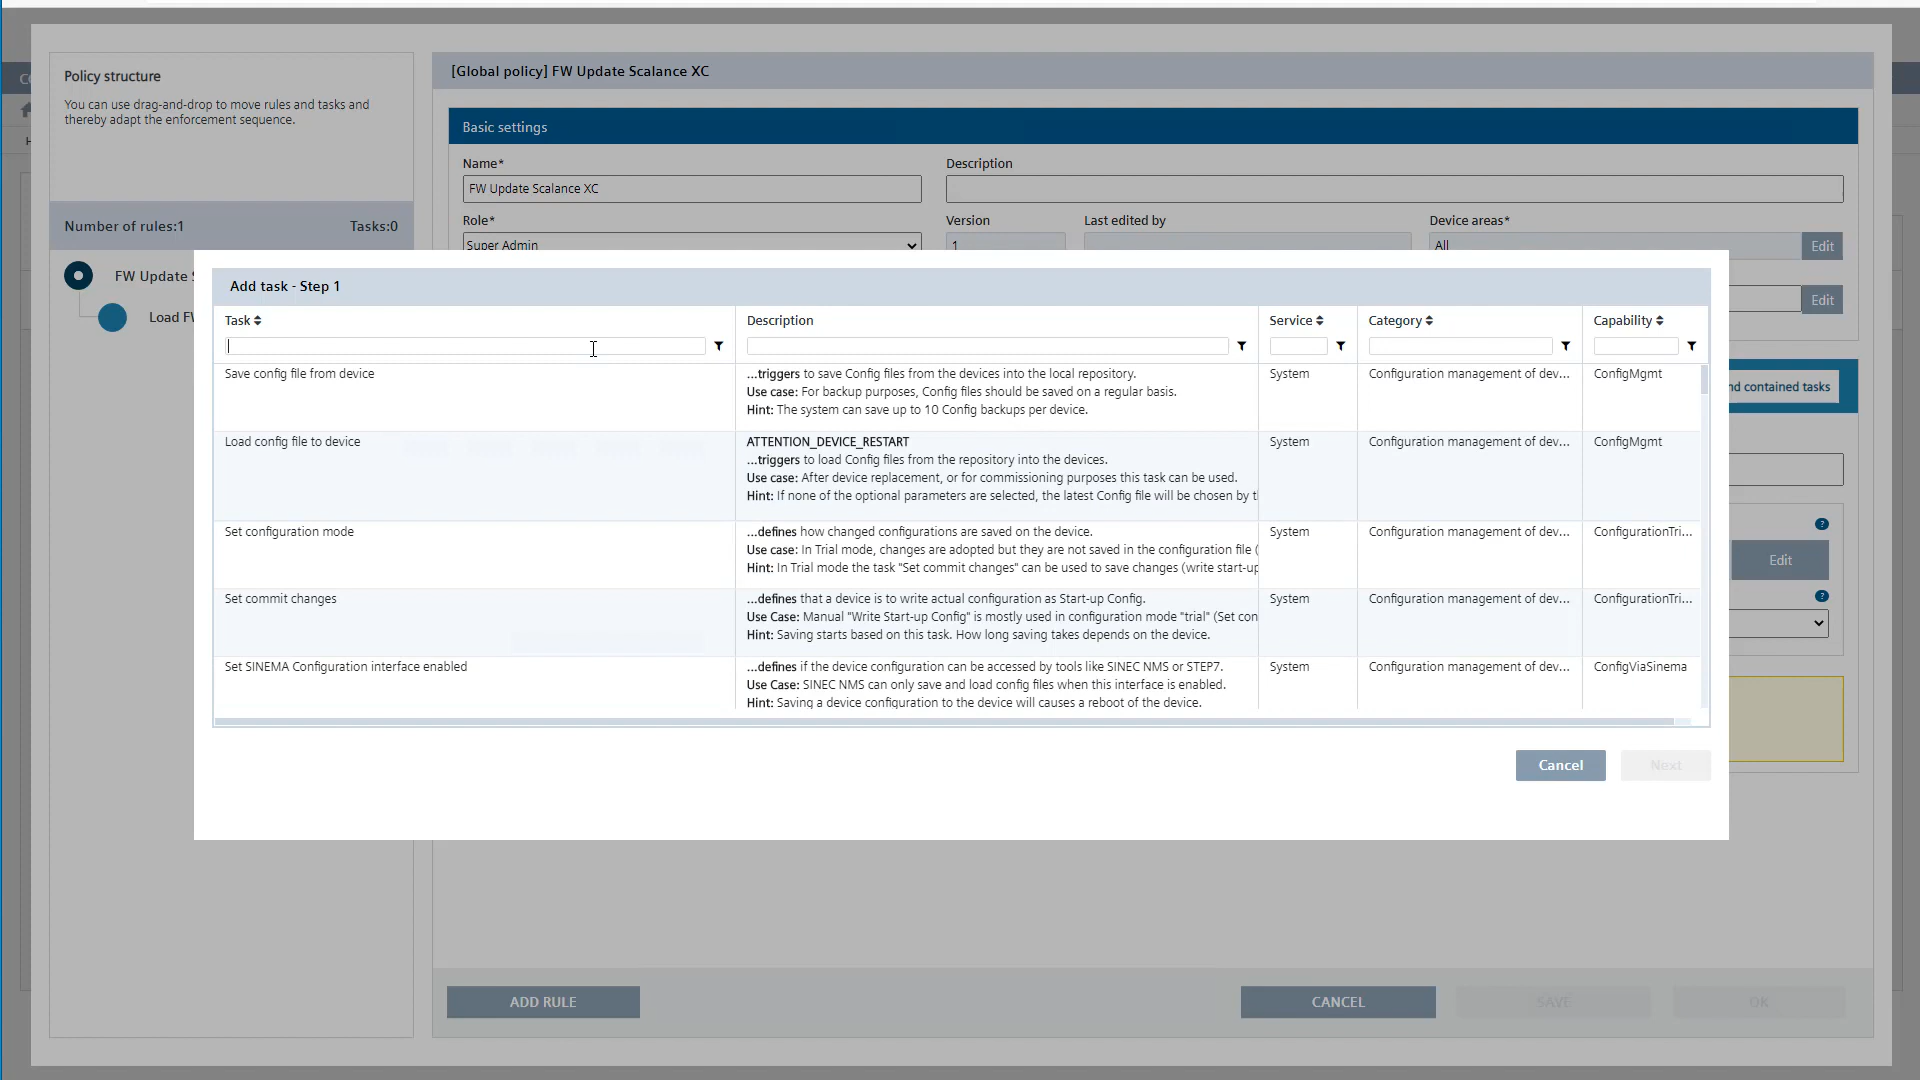 Policy structure
You can use drag-and-drop to move rules and tasks and
thereby adapt the enforcement sequence.
Number of rules:1 Tasks:0
FW Update
Load FW
[Global policy] FW Update Scalance XC
Basic settings
Name* Description
FW Update Scalance XC
Role* Version Last edited by Device areas*
Super Admin 1 All Edit
Edit
Add task - Step 1
Task Description Service Category Capability
Save config file from device
...triggers to save Config files from the devices into the local repository.
Use case: For backup purposes, Config files should be saved on a regular basis.
Hint: The system can save up to 10 Config backups per device.
System Configuration management of dev... ConfigMgmt
Load config file to device
ATTENTION_DEVICE_RESTART
...triggers to load Config files from the repository into the devices.
Use case: After device replacement, or for commissioning purposes this task can be used.
Hint: If none of the optional parameters are selected, the latest Config file will be chosen by
System Configuration management of dev... ConfigMgmt
Set configuration mode
...defines how changed configurations are saved on the device.
Use case: In Trial mode, changes are adopted but they are not saved in the configuration file (
Hint: In Trial mode the task "Set commit changes" can be used to save changes (write start-up
System Configuration management of dev... ConfigurationTri...
Set commit changes
...defines that a device is to write actual configuration as Start-up Config.
Use Case: Manual "Write Start-up Config" is mostly used in configuration mode "trial" (Set con
Hint: Saving starts based on this task. How long saving takes depends on the device.
System Configuration management of dev... ConfigurationTri...
Set SINEMA Configuration interface enabled
...defines if the device configuration can be accessed by tools like SINEC NMS or STEP7.
Use Case: SINEC NMS can only save and load config files when this interface is enabled.
Hint: Saving a device configuration to the device will causes a reboot of the device.
System Configuration management of dev... ConfigViaSinema
nd contained tasks
?
Edit
?
Cancel Next
ADD RULE CANCEL SAVE OK